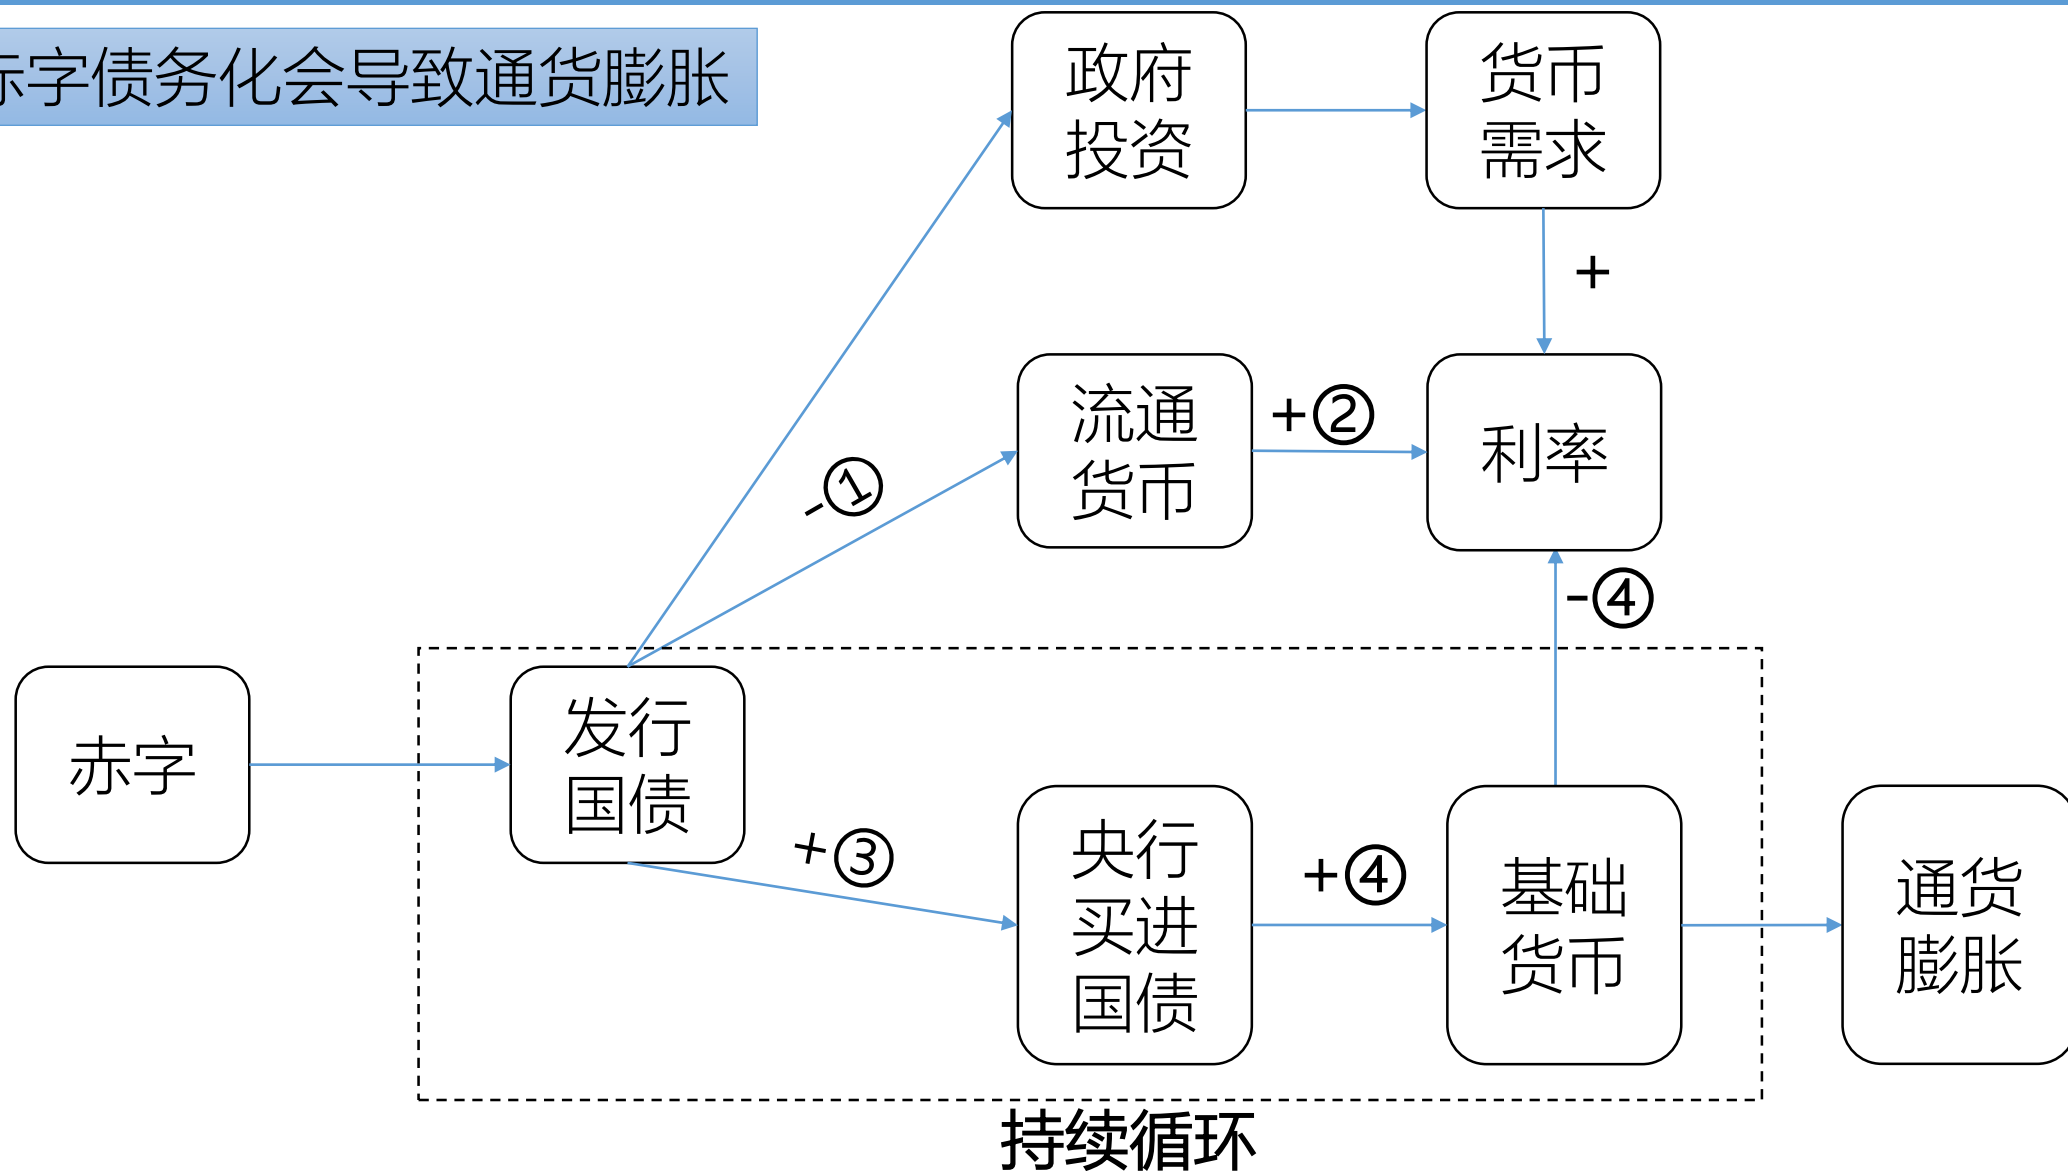 赤字债务化会导致通货膨胀
政府
投资
货币
需求
+
流通
货币
+②
利率
-①
-④
赤字
发行
国债
+③
央行
买进
国债
+④
基础
货币
通货
膨胀
持续循环